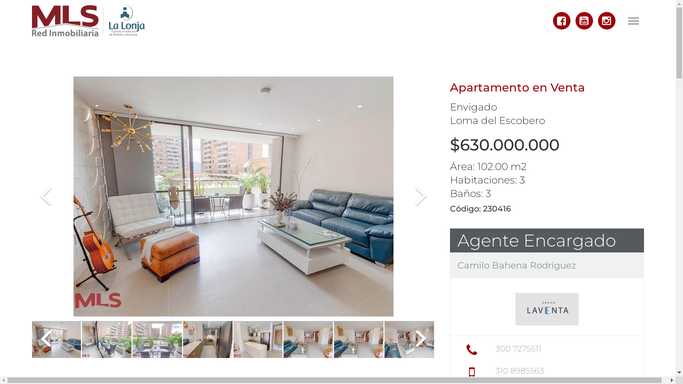 MLS
Red Inmobiliaria
La Lonja
Apartamento en Venta
Envigado
Loma del Escobero
$630.000.000
Área: 102.00 m2
Habitaciones: 3
Baños: 3
Código: 230416
MLS
Agente Encargado
Camilo Bahena Rodriguez
LAVENTA
300 7275611
310 8985563